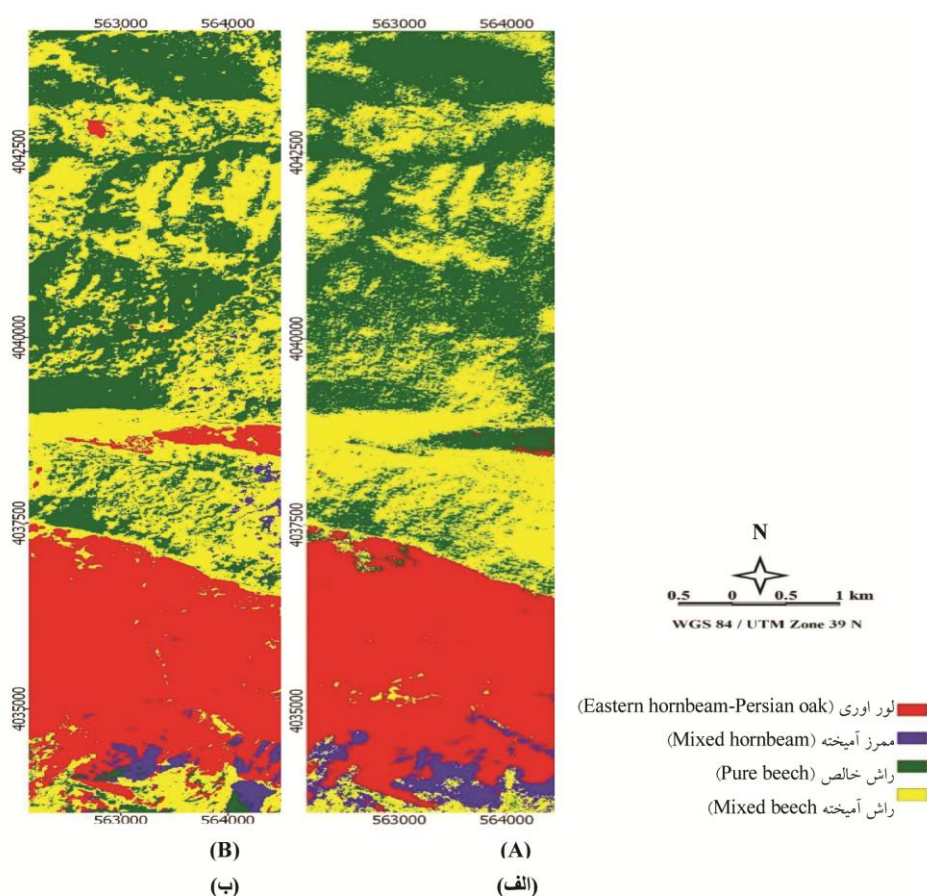 563000 564000 563000 564000
4042500 4042500
4040000 4040000
4037500 4037500
4035000 4035000
563000 564000 563000 564000
(B) (A)
(ب) (الف)
N
0.5 0 0.5 1 km
WGS 84 / UTM Zone 39 N
لور اوری (Eastern hornbeam-Persian oak)
ممرز آمیخته (Mixed hornbeam)
راش خالص (Pure beech)
راش آمیخته (Mixed beech